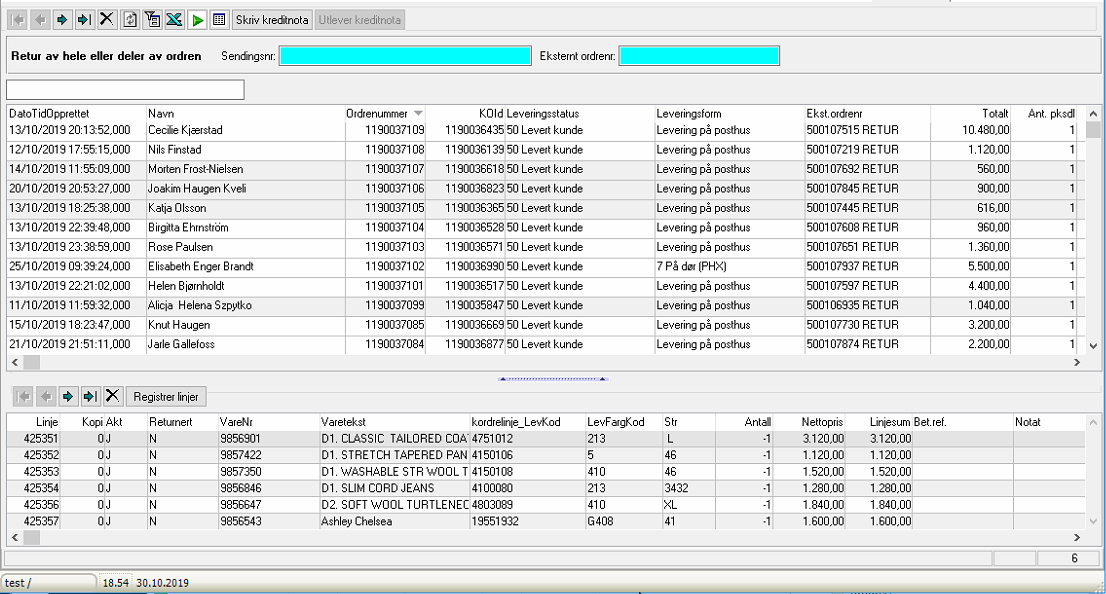 Skriv kreditnota Utlever kreditnota
Retur av hele eller deler av ordren Sendingsnr: Eksternt ordrenr:
DatoTidOpprettet Navn Ordrenummer KOId Leveringsstatus Leveringsform Ekst.ordrenr Totalt Ant. pksdl
13/10/2019 20:13:52,000 Cecilie Kjærstad 1190037109 1190036435 50 Levert kunde Levering på posthus 500107515 RETUR 10.480,00 1
12/10/2019 17:55:15,000 Nils Finstad 1190037108 1190036139 50 Levert kunde Levering på posthus 500107219 RETUR 1.120,00 1
14/10/2019 11:55:09,000 Morten Frost-Nielsen 1190037107 1190036618 50 Levert kunde Levering på posthus 500107692 RETUR 560,00 1
20/10/2019 20:53:27,000 Joakim Haugen Kveli 1190037106 1190036823 50 Levert kunde Levering på posthus 500107845 RETUR 900,00 1
13/10/2019 18:25:38,000 Katja Olsson 1190037105 1190036365 50 Levert kunde Levering på posthus 500107445 RETUR 616,00 1
13/10/2019 22:39:48,000 Birgitta Ehrnström 1190037104 1190036528 50 Levert kunde Levering på posthus 500107608 RETUR 960,00 1
13/10/2019 23:38:59,000 Rose Paulsen 1190037103 1190036571 50 Levert kunde Levering på posthus 500107651 RETUR 1.360,00 1
25/10/2019 09:39:24,000 Elisabeth Enger Brandt 1190037102 1190036990 50 Levert kunde 7 På dør (PHX) 500107937 RETUR 5.500,00 1
13/10/2019 22:21:02,000 Helen Bjørnholdt 1190037101 1190036517 50 Levert kunde Levering på posthus 500107597 RETUR 4.400,00 1
11/10/2019 11:59:32,000 Alicja Helena Szpytko 1190037099 1190035847 50 Levert kunde Levering på posthus 500106935 RETUR 1.040,00 1
15/10/2019 18:23:47,000 Knut Haugen 1190037085 1190036669 50 Levert kunde Levering på posthus 500107730 RETUR 3.200,00 1
21/10/2019 21:51:11,000 Jarle Gallefoss 1190037084 1190036877 50 Levert kunde Levering på posthus 500107874 RETUR 2.200,00 1
Registrer linjer
Linje Kopi Akt Returnert VareNr Varetekst kordrelinje_LevKod LevFargKod Str Antall Nettopris Linjesum Bet.ref. Notat
425351 0 J N 9856901 D1. CLASSIC TAILORED COA 4751012 213 L -1 3.120,00 3.120,00
425352 0 J N 9857422 D1. STRETCH TAPERED PAN 4150106 5 46 -1 1.120,00 1.120,00
425353 0 J N 9857350 D1. WASHABLE STR WOOL T 4150108 410 46 -1 1.520,00 1.520,00
425354 0 J N 9856846 D1. SLIM CORD JEANS 4100080 213 3432 -1 1.280,00 1.280,00
425356 0 J N 9856647 D2. SOFT WOOL TURTLENEC 4803089 410 XL -1 1.840,00 1.840,00
425357 0 J N 9856543 Ashley Chelsea 19551932 G408 41 -1 1.600,00 1.600,00
6
test / 18.54 30.10.2019